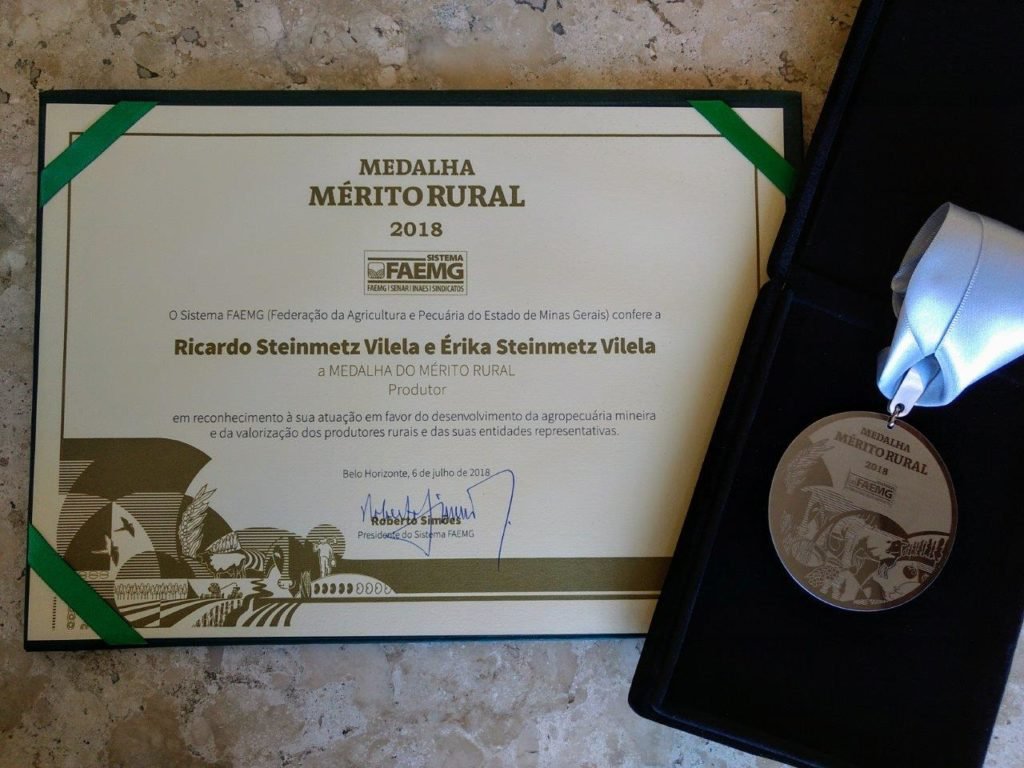 MEDALHA
MÉRITO RURAL
2018
SISTEMA
FAEMG
FAEMG | SENAR | INAES | SINDICATOS
O Sistema FAEMG (Federação da Agricultura e Pecuária do Estado de Minas Gerais) confere a
Ricardo Steinmetz Vilela e Érika Steinmetz Vilela
a MEDALHA DO MÉRITO RURAL
Produtor
em reconhecimento à sua atuação em favor do desenvolvimento da agropecuária mineira
e da valorização dos produtores rurais e das suas entidades representativas.
Belo Horizonte, 6 de julho de 2018
Roberto Simões
Presidente do Sistema FAEMG
MEDALHA
MÉRITO RURAL
2018
FAEMG